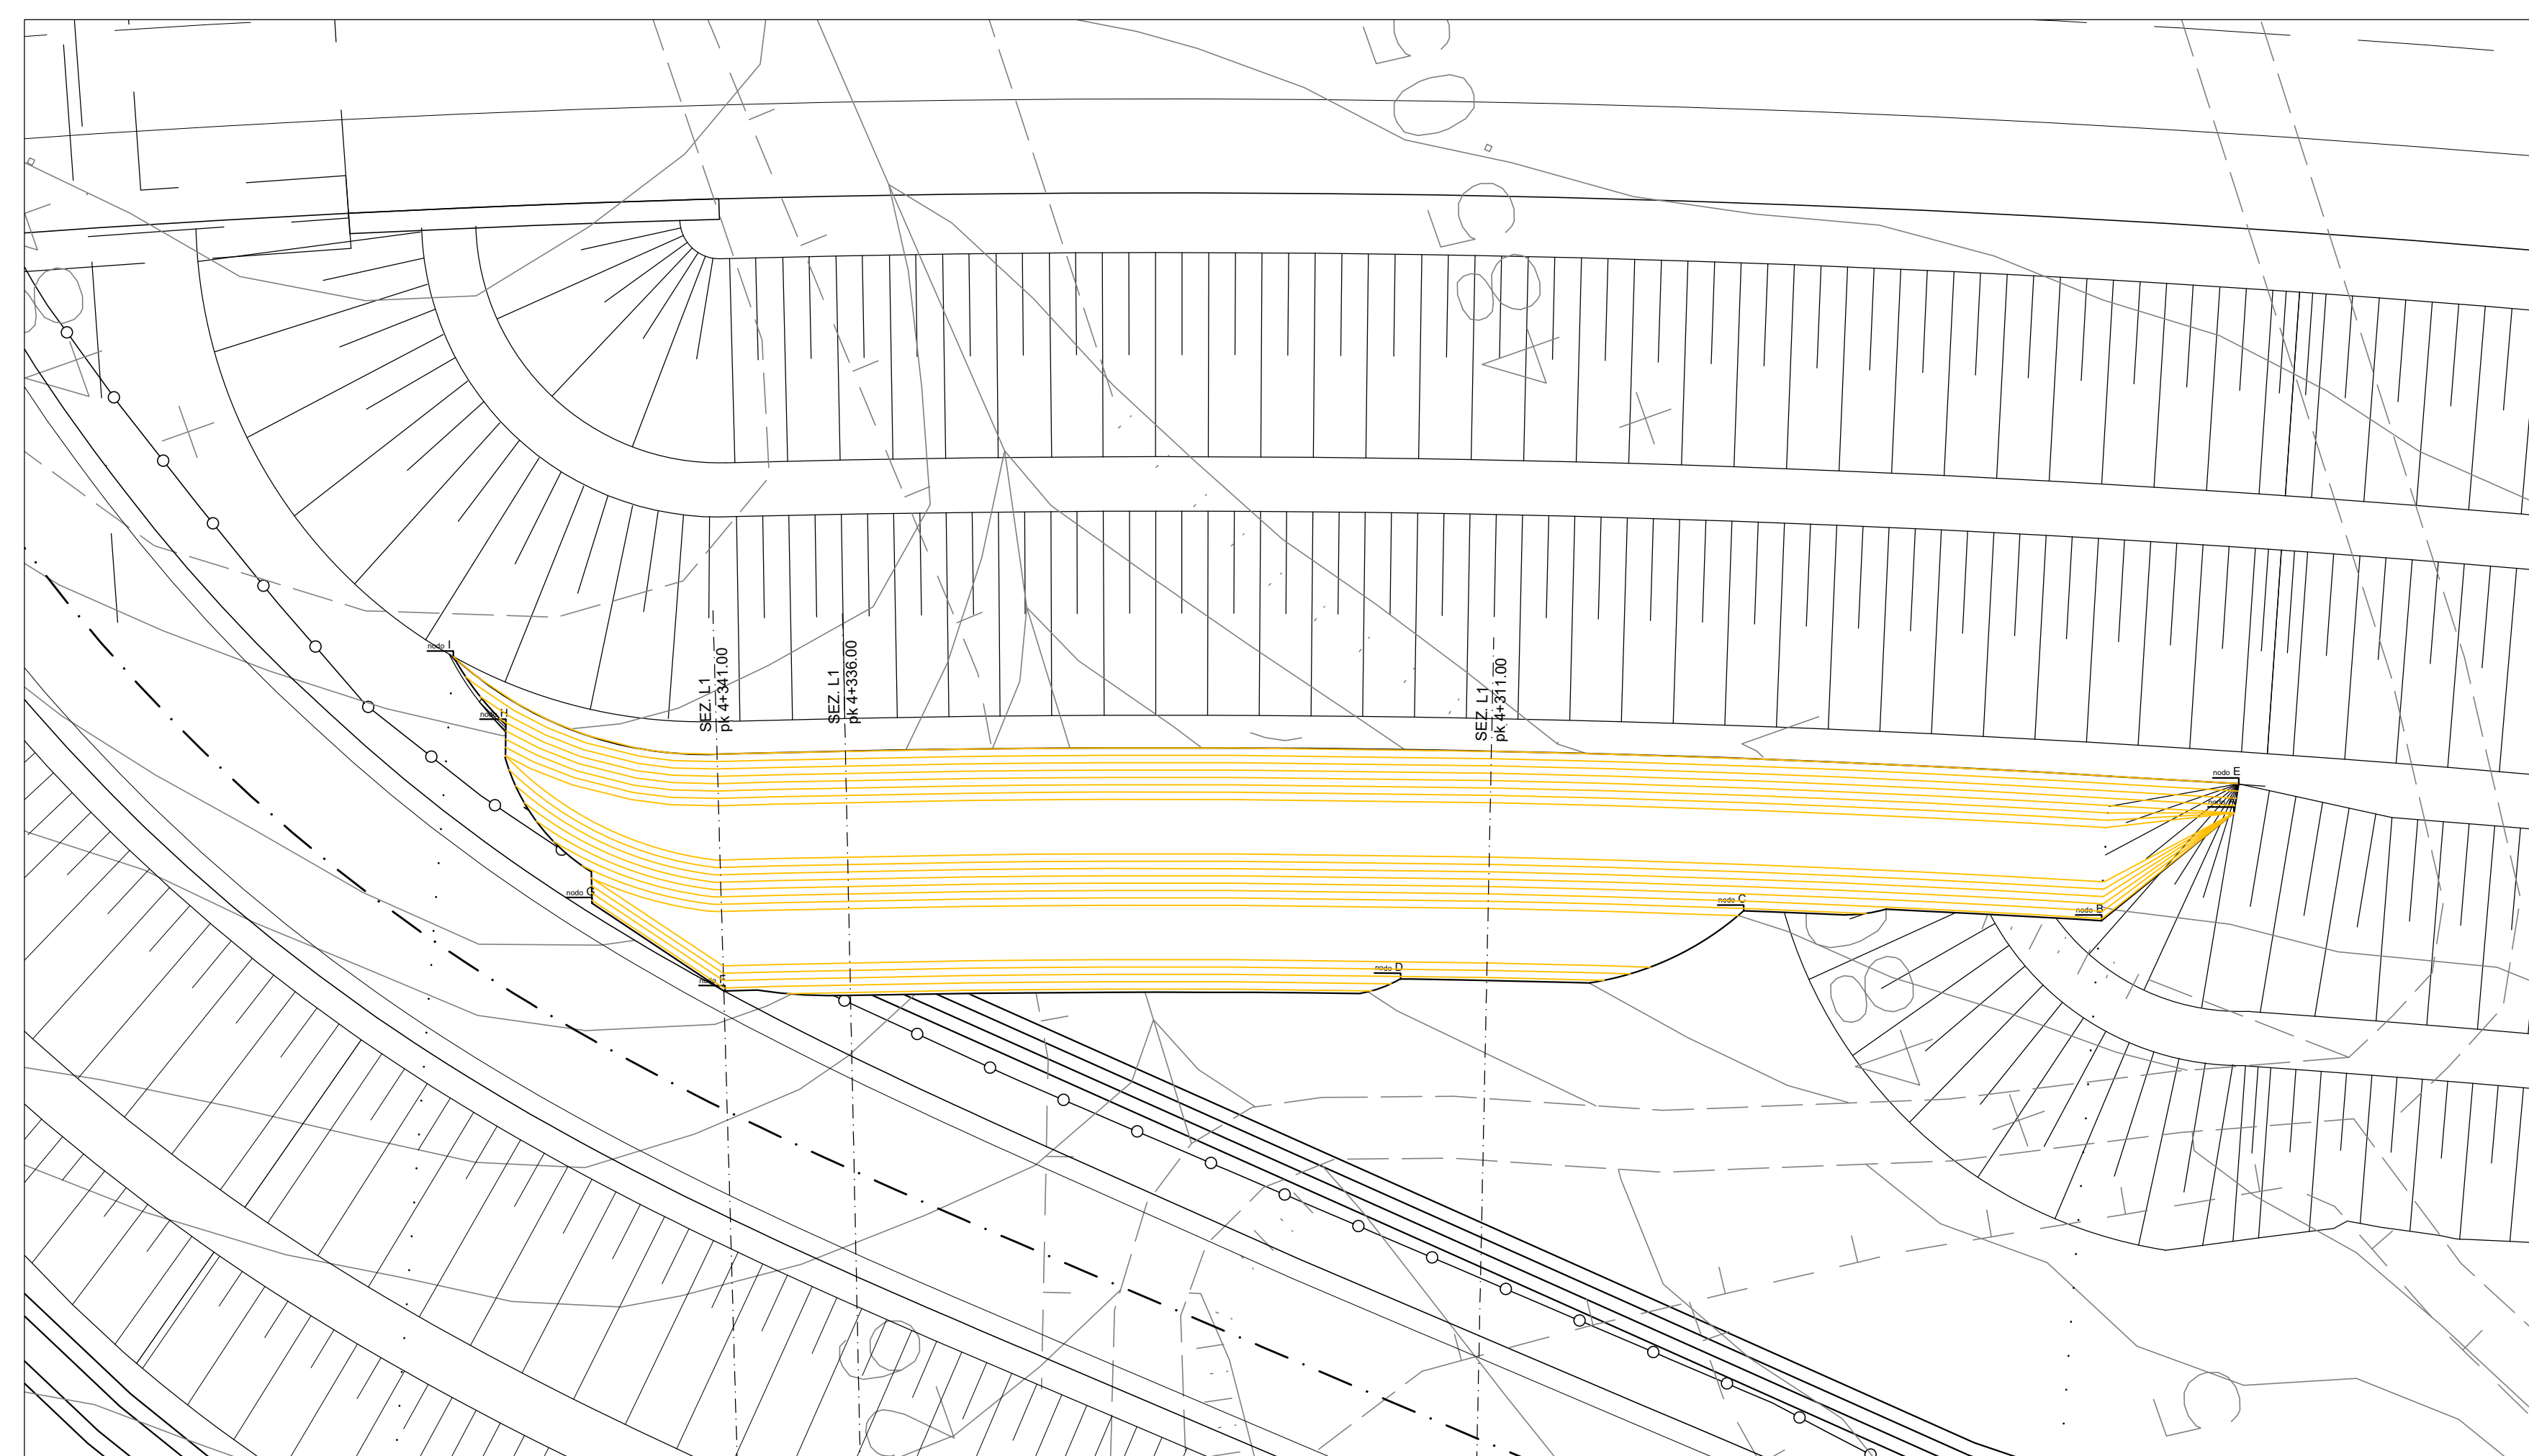 nodo I
nodo H
SEZ. L1
pk 4+341.00
SEZ. L1
pk 4+336.00
SEZ. L1
pk 4+311.00
nodo E
nodo G
nodo C
nodo B
nodo D
nodo F